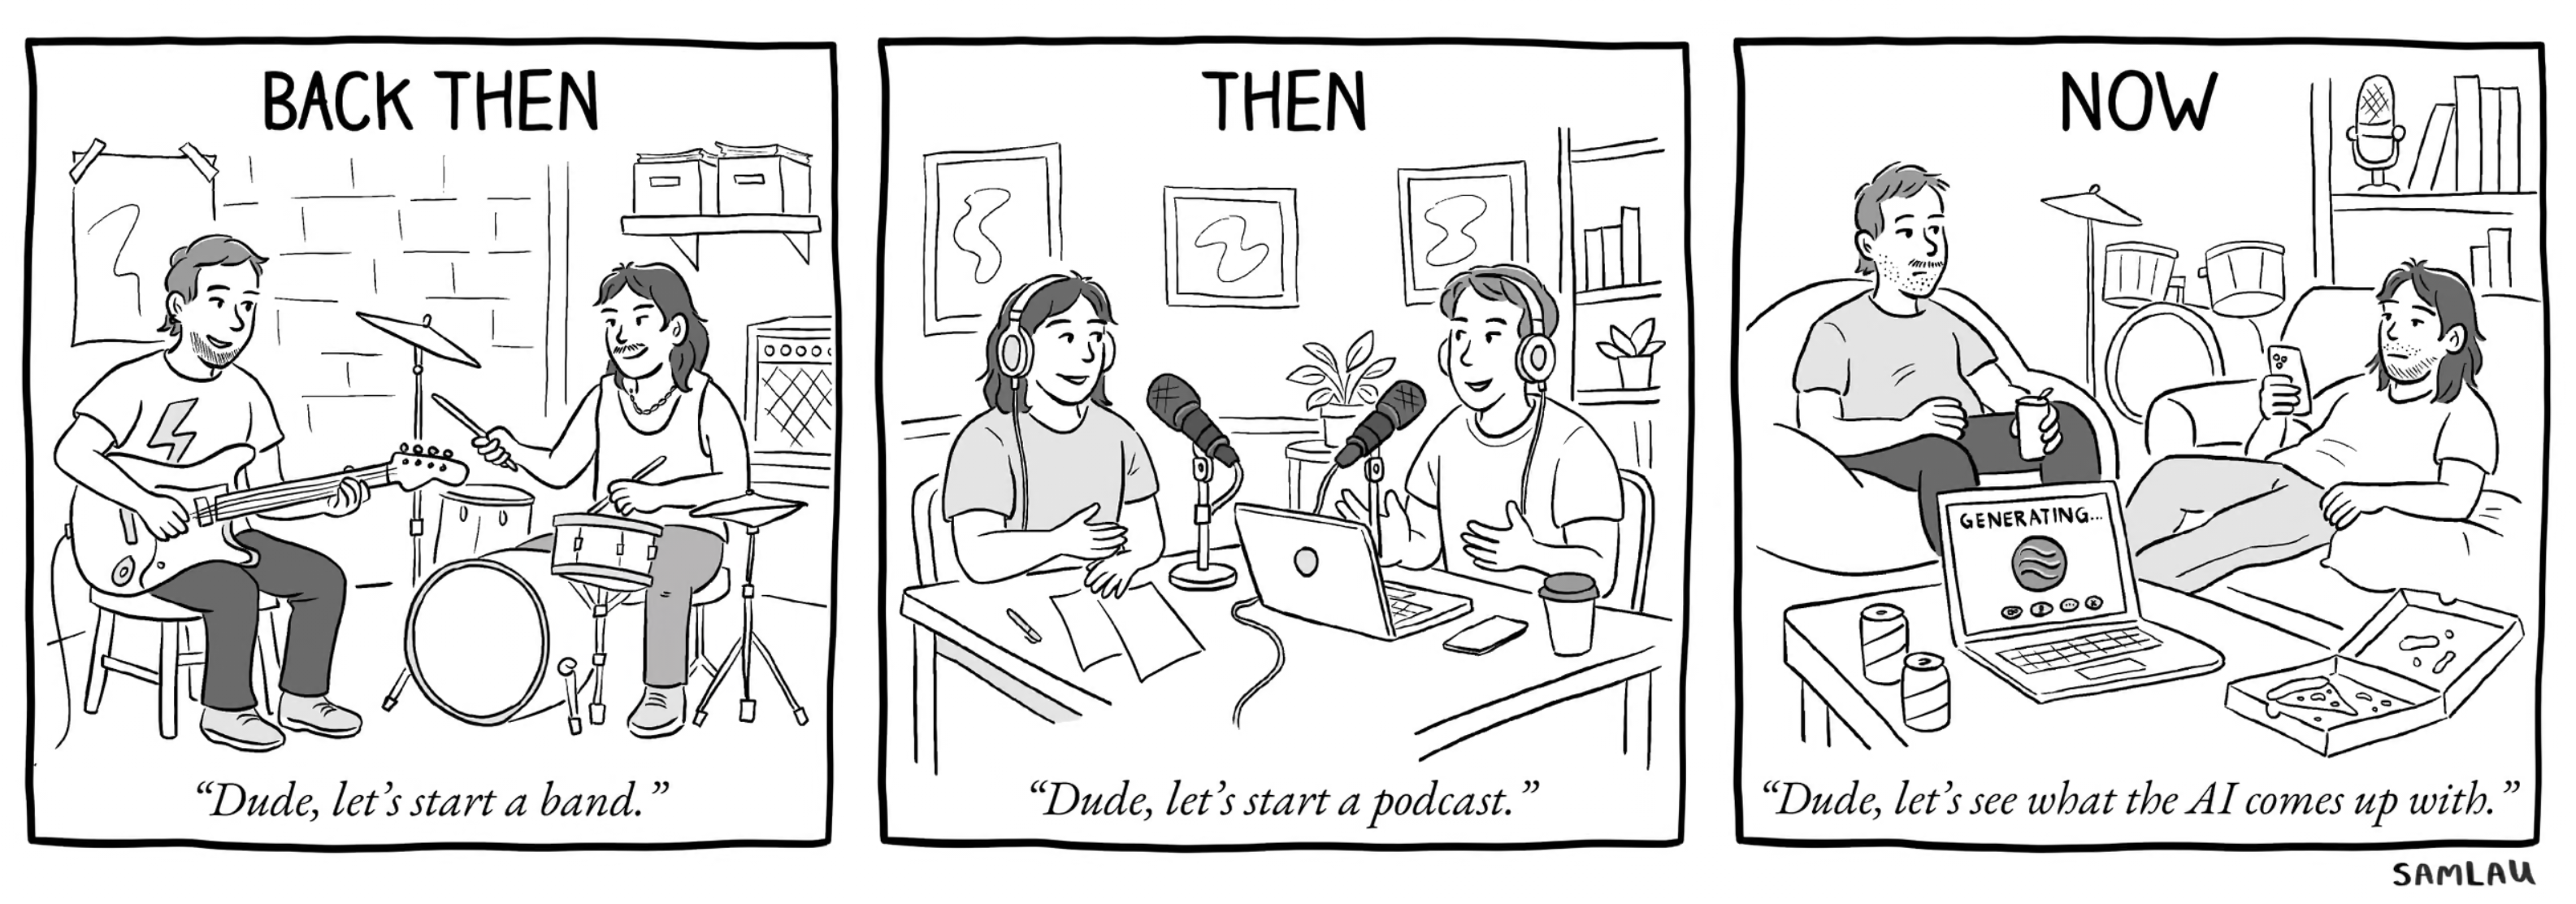 BACK THEN
“Dude, let’s start a band.”
THEN
“Dude, let’s start a podcast.”
NOW
GENERATING...
“Dude, let’s see what the AI comes up with.”
SAMLAU